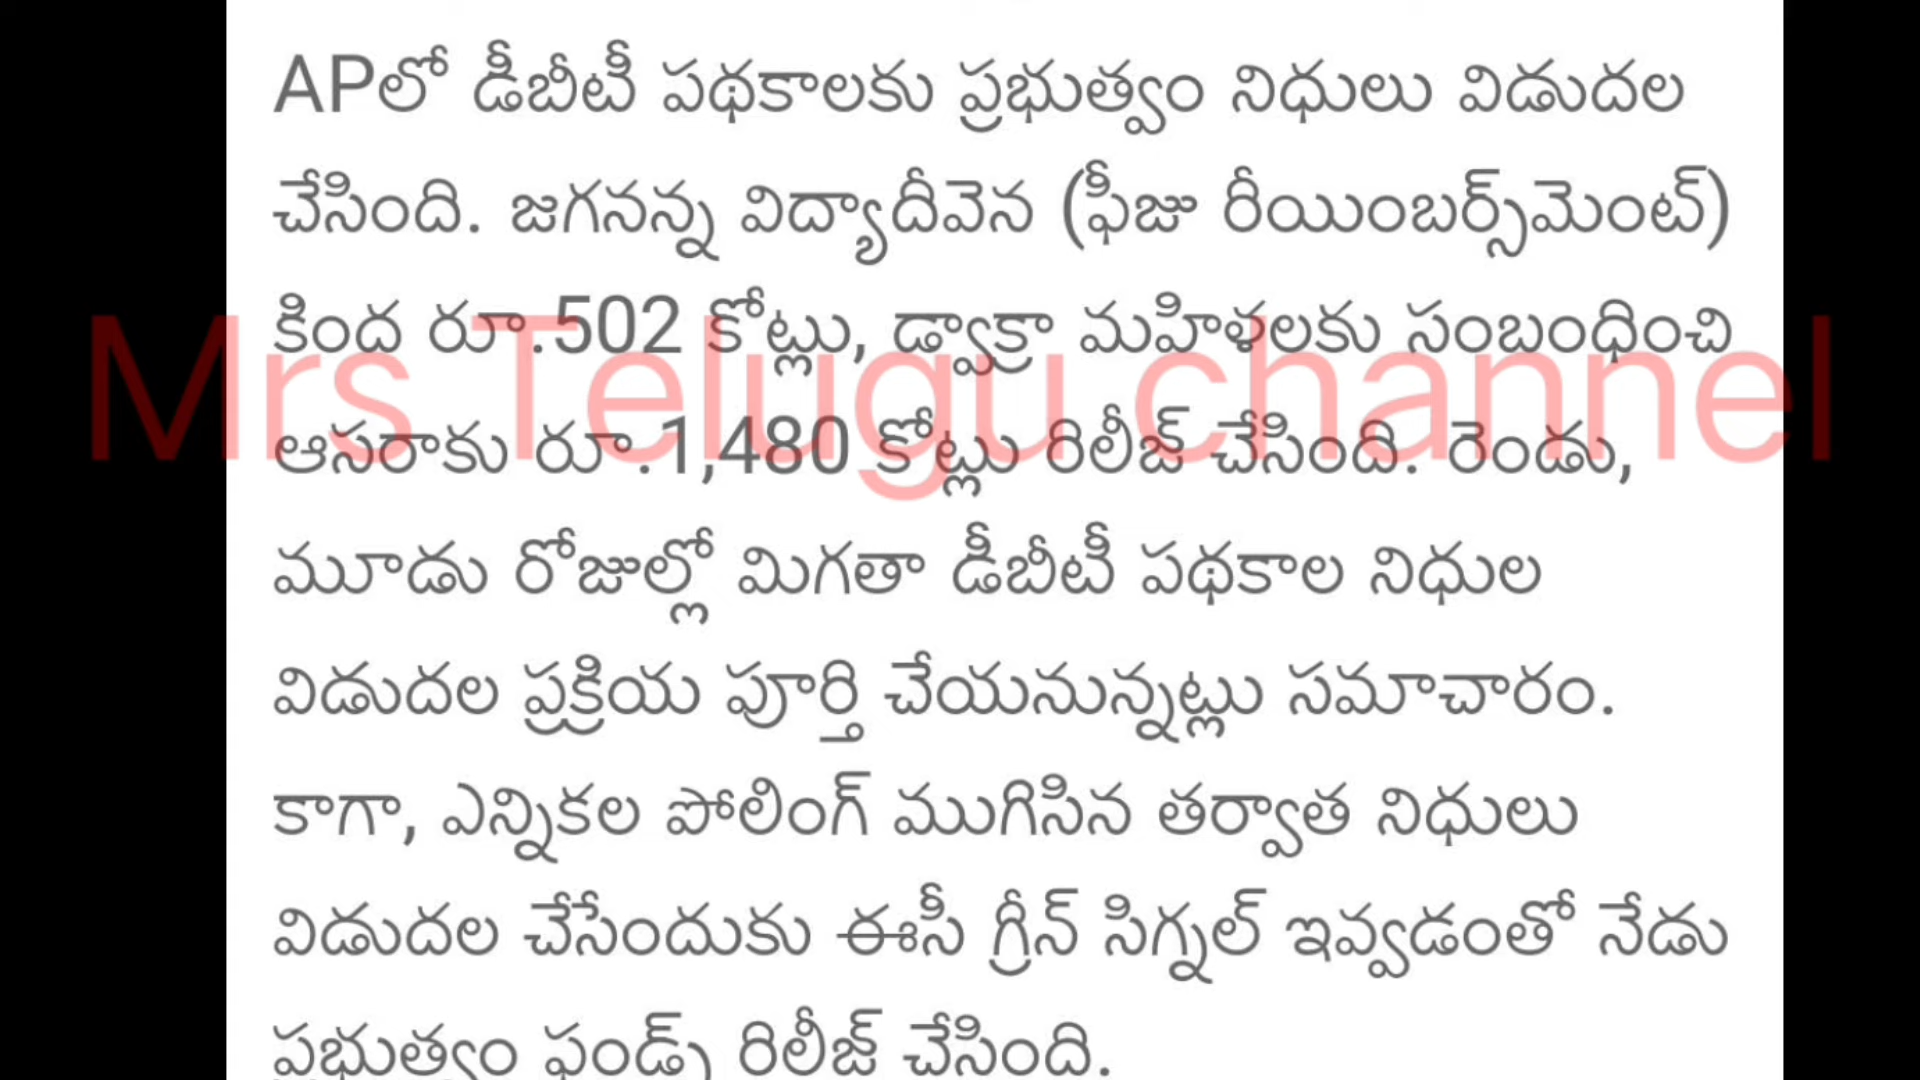 APలో డీబీటీ పథకాలకు ప్రభుత్వం నిధులు విడుదల
చేసింది. జగనన్న విద్యాదీవెన (ఫీజు రీయింబర్స్‌మెంట్)
కింద రూ.502 కోట్లు, డ్వాక్రా మహిళలకు సంబంధించి
Mrs Telugu channel
ఆసరాకు రూ.1,480 కోట్లు రిలీజ్ చేసింది. రెండు,
మూడు రోజుల్లో మిగతా డీబీటీ పథకాల నిధుల
విడుదల ప్రక్రియ పూర్తి చేయనున్నట్లు సమాచారం.
కాగా, ఎన్నికల పోలింగ్ ముగిసిన తర్వాత నిధులు
విడుదల చేసేందుకు ఈసీ గ్రీన్ సిగ్నల్ ఇవ్వడంతో నేడు
ప్రభుత్వం ఫండ్స్ రిలీజ్ చేసింది.